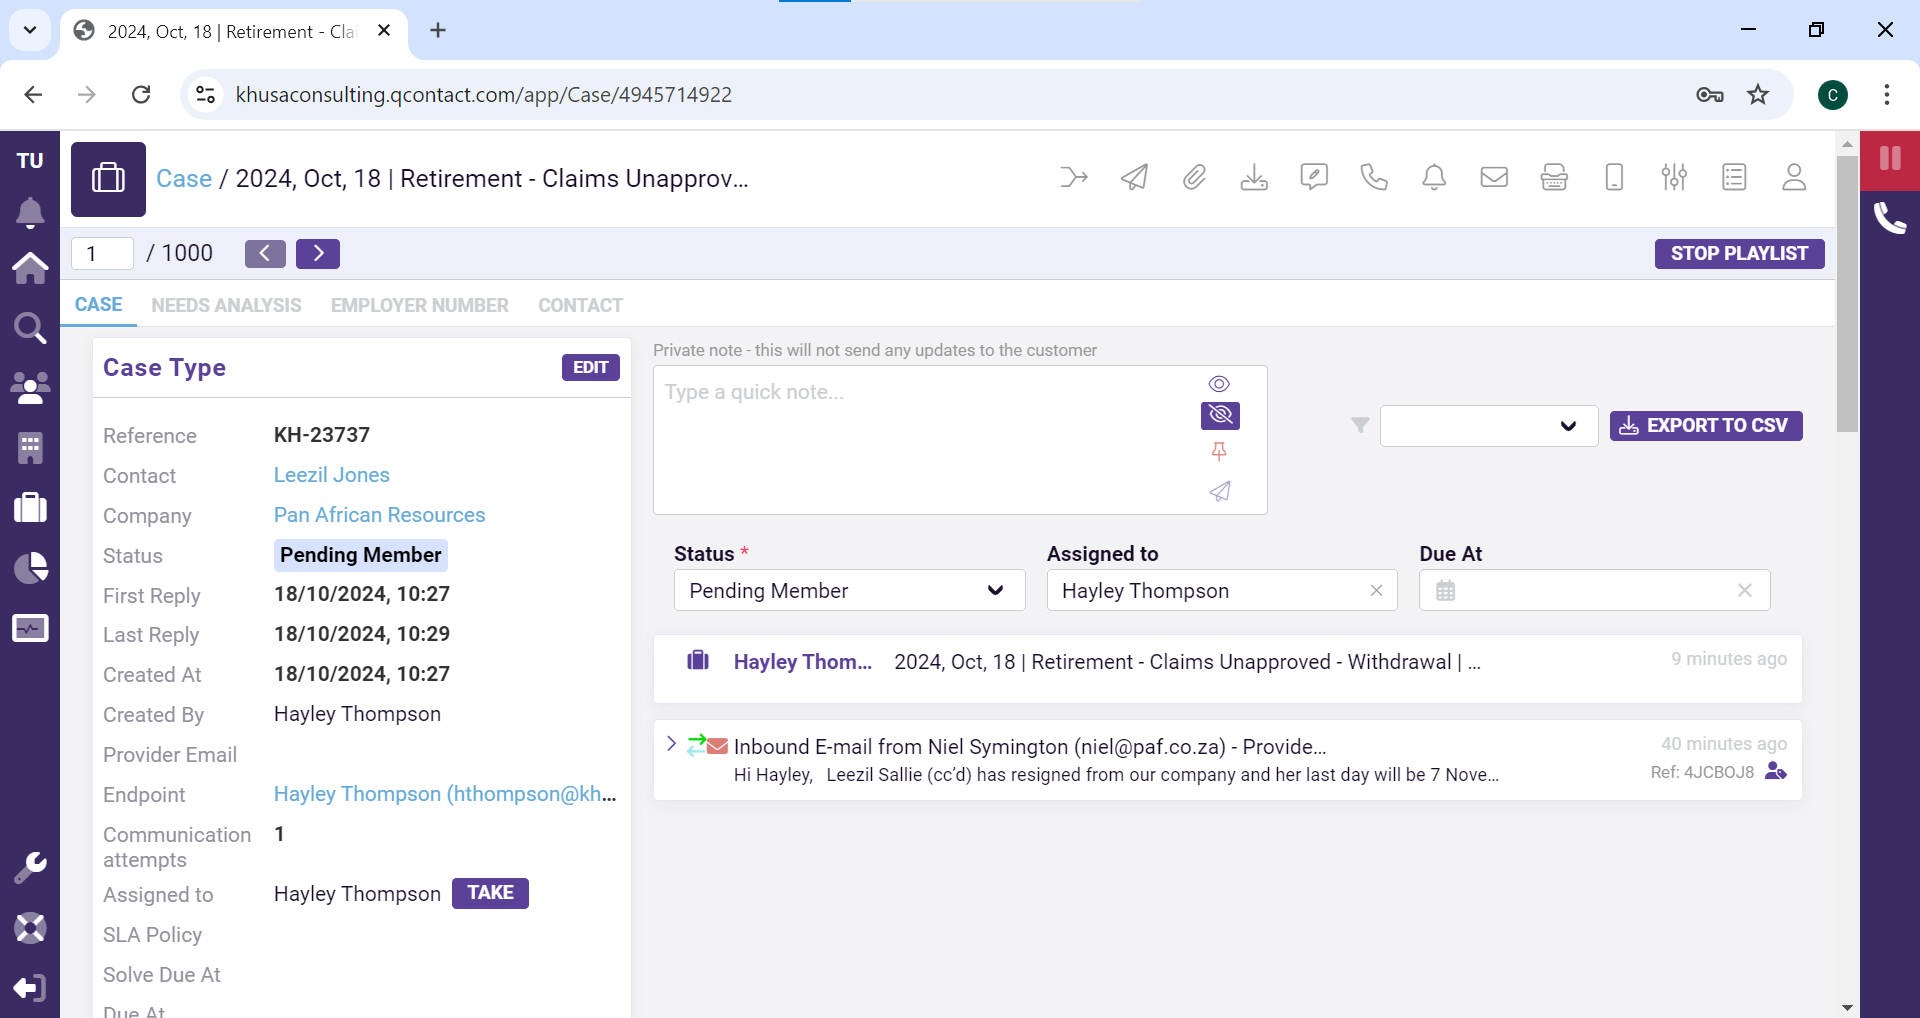 2024, Oct, 18 | Retirement - Clai
khusaconsulting.qcontact.com/app/Case/4945714922
C
TU
Case / 2024, Oct, 18 | Retirement - Claims Unapprov...
1 / 1000
STOP PLAYLIST
CASE NEEDS ANALYSIS EMPLOYER NUMBER CONTACT
Case Type
EDIT
Reference KH-23737
Contact Leezil Jones
Company Pan African Resources
Status Pending Member
First Reply 18/10/2024, 10:27
Last Reply 18/10/2024, 10:29
Created At 18/10/2024, 10:27
Created By Hayley Thompson
Provider Email
Endpoint Hayley Thompson (hthompson@kh...
Communication attempts 1
Assigned to Hayley Thompson TAKE
SLA Policy
Solve Due At
Due At
Private note - this will not send any updates to the customer
Type a quick note...
EXPORT TO CSV
Status * Assigned to Due At
Pending Member Hayley Thompson
Hayley Thom... 2024, Oct, 18 | Retirement - Claims Unapproved - Withdrawal | ... 9 minutes ago
Inbound E-mail from Niel Symington (niel@paf.co.za) - Provide... 40 minutes ago
Hi Hayley, Leezil Sallie (cc'd) has resigned from our company and her last day will be 7 Nove... Ref: 4JCBOJ8